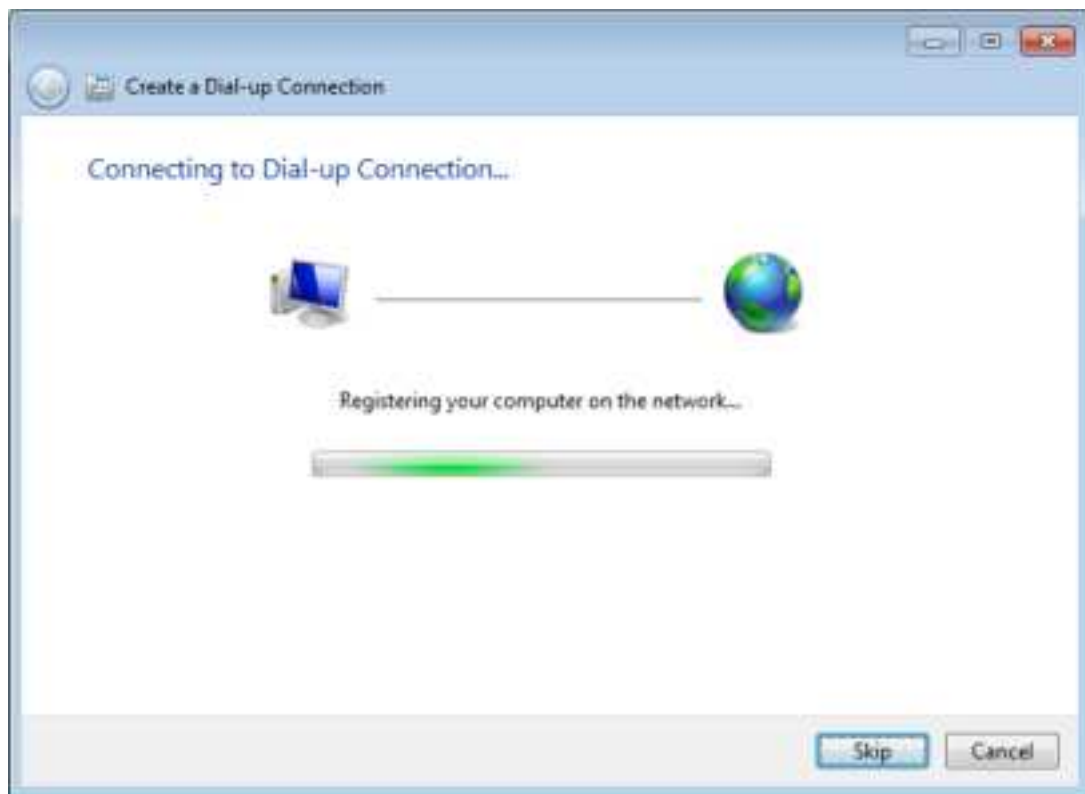 Create a Dial-up Connection
Connecting to Dial-up Connection...
Registering your computer on the network...
Skip
Cancel